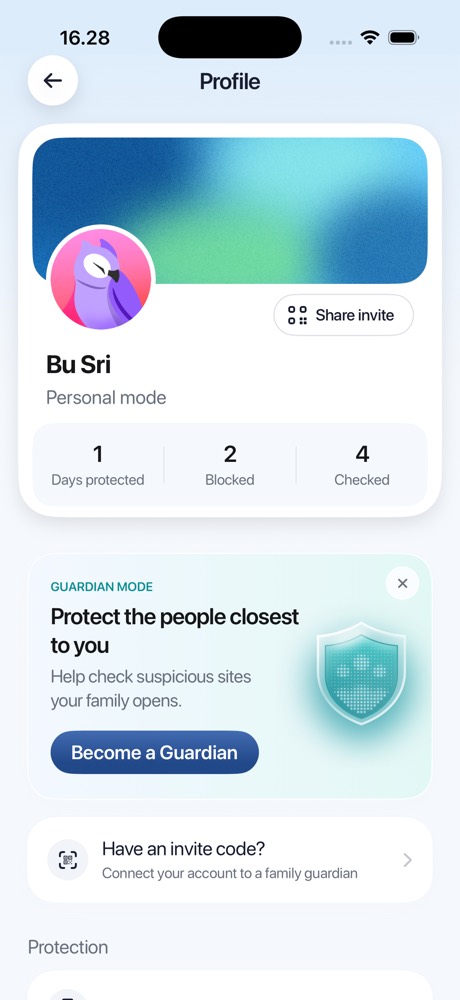 16.28
Profile
Share invite
Bu Sri
Personal mode
1
Days protected
2
Blocked
4
Checked
GUARDIAN MODE
Protect the people closest
to you
Help check suspicious sites
your family opens.
Become a Guardian
Have an invite code?
Connect your account to a family guardian
Protection